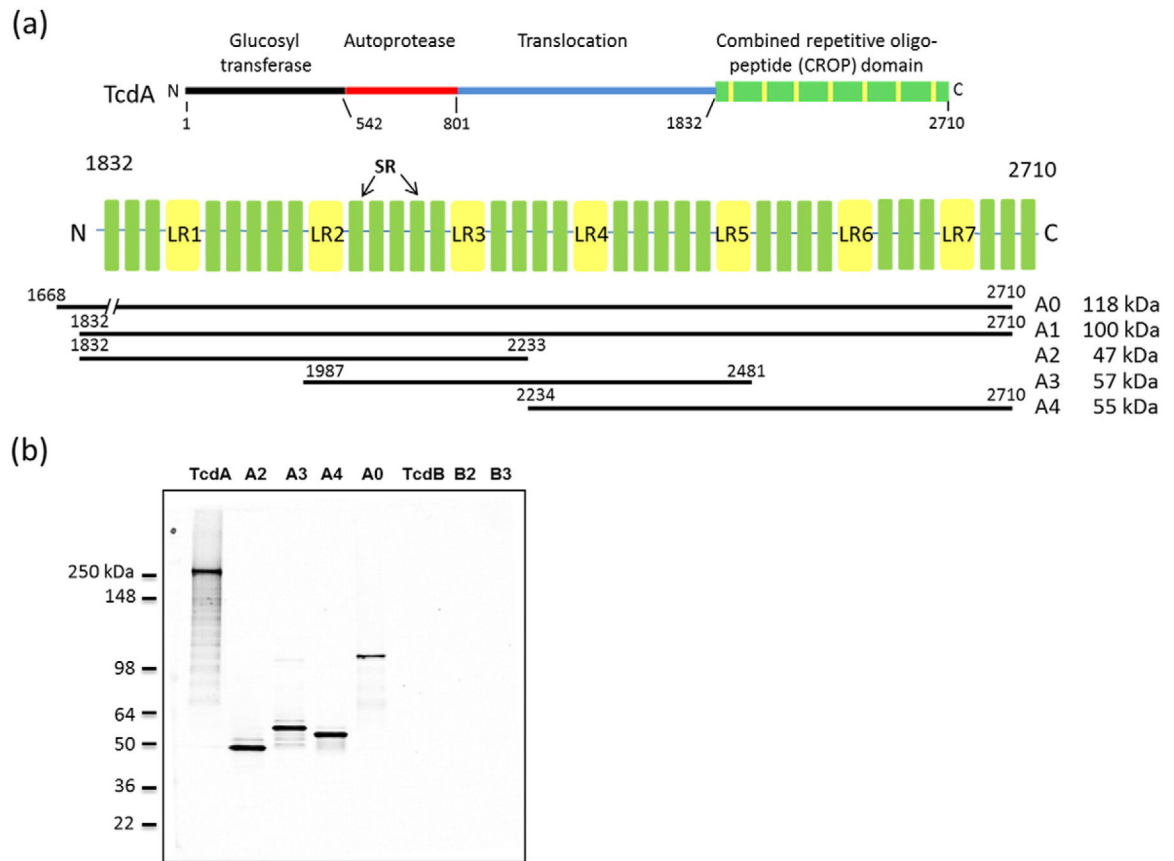 (a)
Glucosyl transferase
Autoprotease
Translocation
Combined repetitive oligo-
peptide (CROP) domain
TcdA N C
1 542 801 1832 2710
1832 SR 2710
N LR1 LR2 LR3 LR4 LR5 LR6 LR7 C
1668 2710 A0 118 kDa
1832 2710 A1 100 kDa
1832 2233 A2 47 kDa
1987 2481 A3 57 kDa
2234 2710 A4 55 kDa
(b)
TcdA A2 A3 A4 A0 TcdB B2 B3
250 kDa
148
98
64
50
36
22